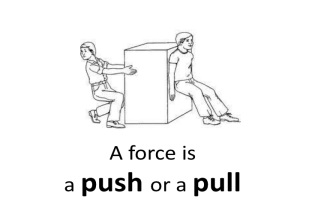 A force is
a push or a pull